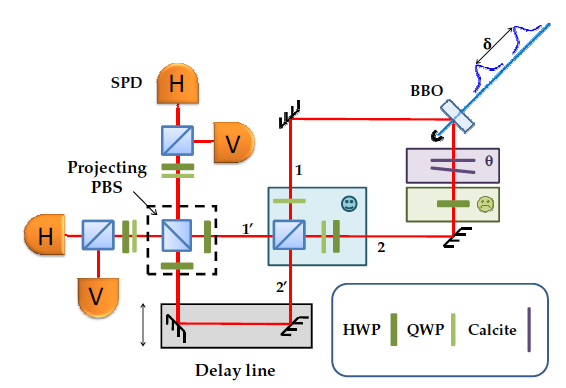 δ
SPD
H
BBO
V
Projecting
PBS
θ
1
H
1′
2
V
2′
HWP
QWP
Calcite
Delay line